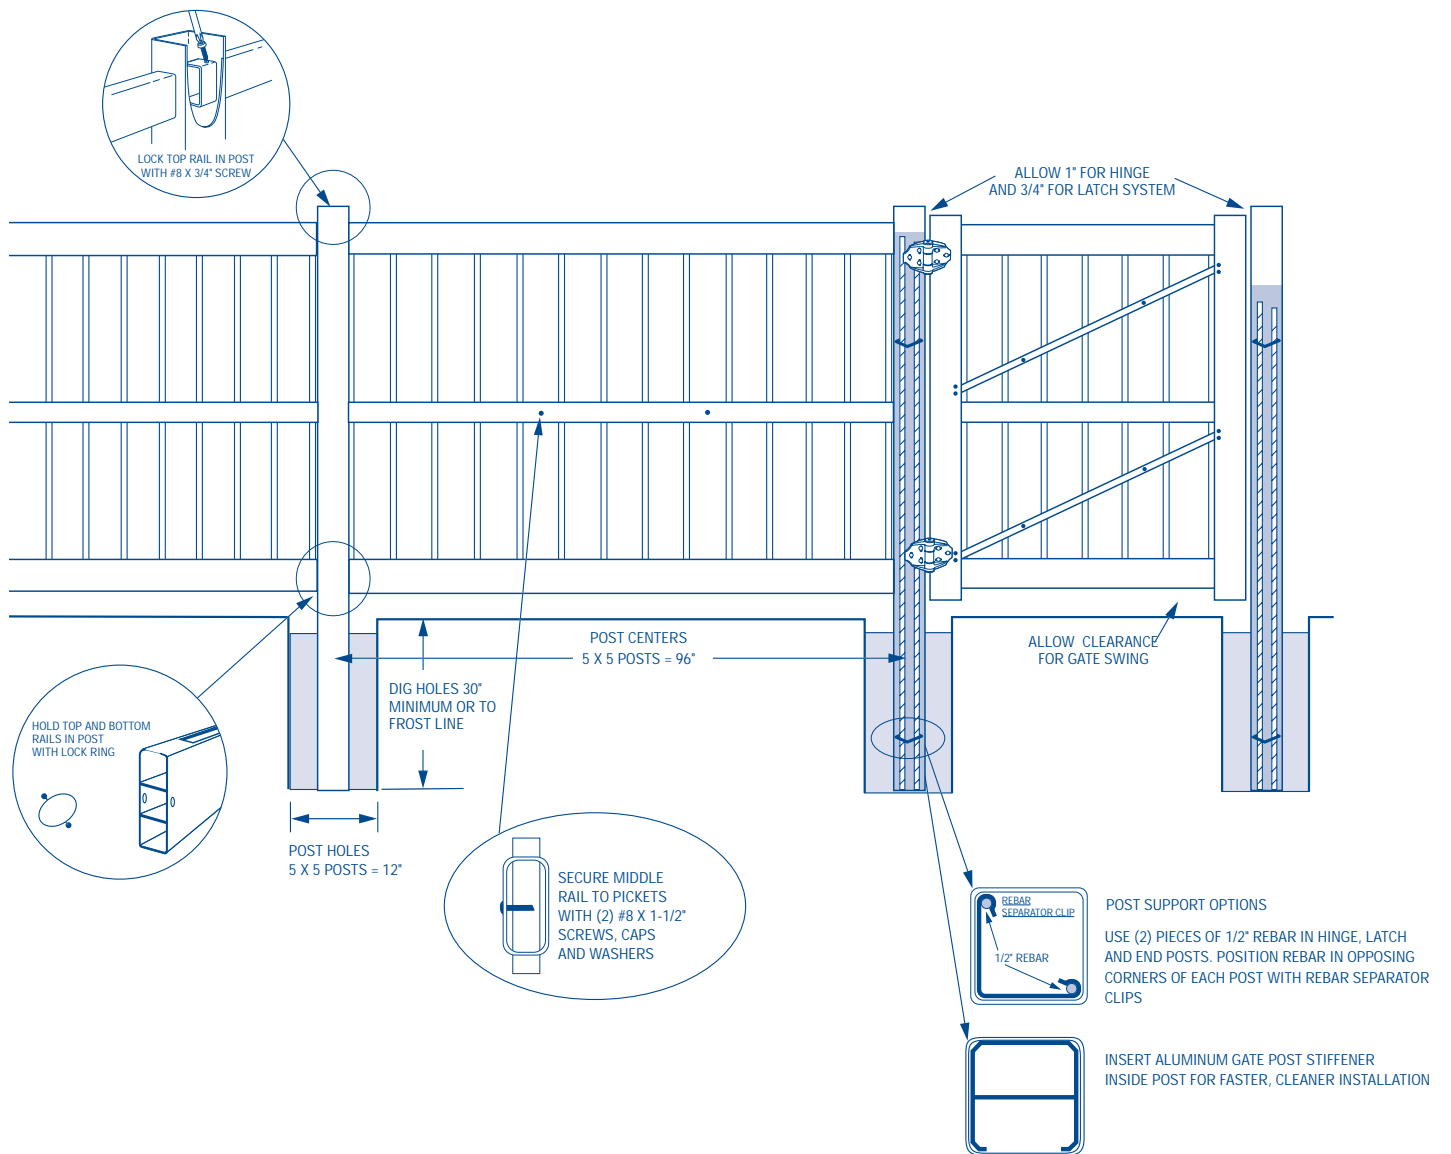 LOCK TOP RAIL IN POST
WITH #8 X 3/4" SCREW
ALLOW 1" FOR HINGE
AND 3/4" FOR LATCH SYSTEM
POST CENTERS
5 X 5 POSTS = 96"
ALLOW CLEARANCE
FOR GATE SWING
DIG HOLES 30"
MINIMUM OR TO
FROST LINE
HOLD TOP AND BOTTOM
RAILS IN POST
WITH LOCK RING
POST HOLES
5 X 5 POSTS = 12"
SECURE MIDDLE
RAIL TO PICKETS
WITH (2) #8 X 1-1/2"
SCREWS, CAPS
AND WASHERS
REBAR
SEPARATOR CLIP
1/2" REBAR
POST SUPPORT OPTIONS
USE (2) PIECES OF 1/2" REBAR IN HINGE, LATCH
AND END POSTS. POSITION REBAR IN OPPOSING
CORNERS OF EACH POST WITH REBAR SEPARATOR
CLIPS
INSERT ALUMINUM GATE POST STIFFENER
INSIDE POST FOR FASTER, CLEANER INSTALLATION